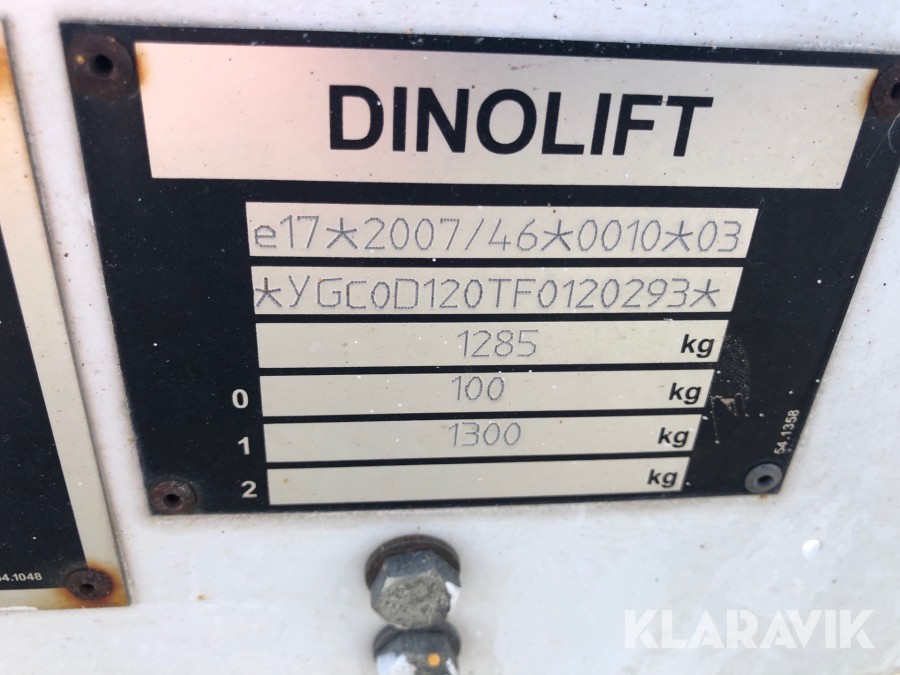 DINOLIFT
e17*2007/46*0010*03
*YGC0D120TF0120293*
1285 kg
0 100 kg
1 1300 kg
2 kg
54.1358
54.1048
KLARAVIK